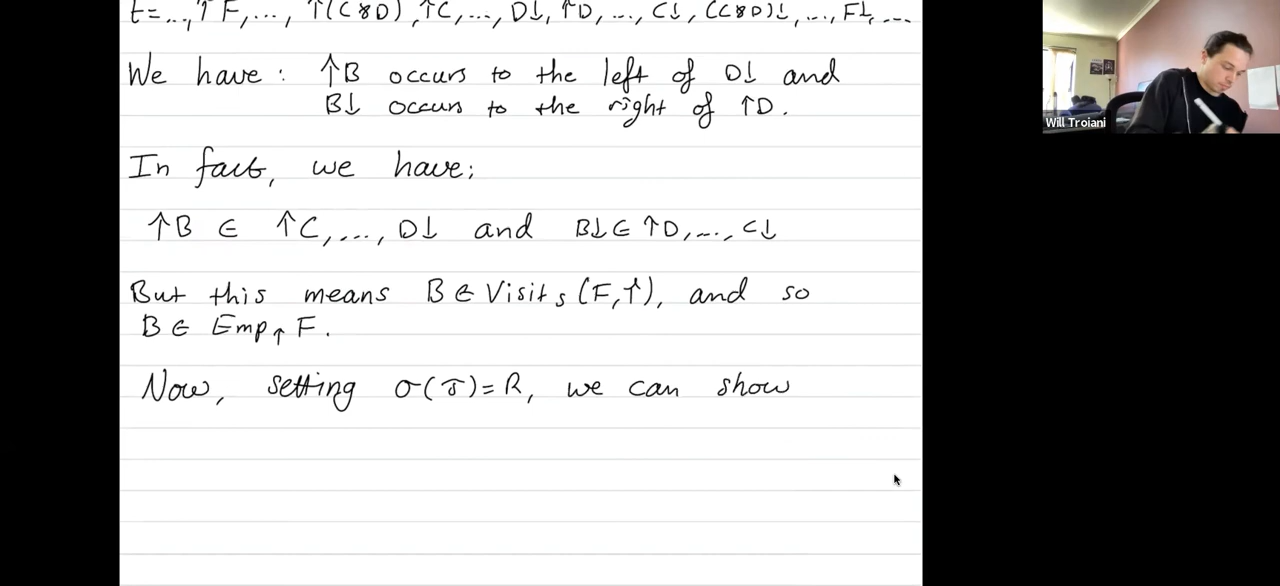 t=..., ↑F, ..., ↑(C⅋D), ↑C, ..., D↓, ↑D, ..., C↓, (C⅋D)↓, ..., F↓, ...
We have: ↑B occurs to the left of D↓ and
B↓ occurs to the right of ↑D.
In fact, we have:
↑B ∈ ↑C, ..., D↓ and B↓ ∈ ↑D, ..., C↓
But this means B ∈ Visits(F,↑), and so
B ∈ Emp↑ F.
Now, setting σ(τ)=R, we can show
Will Troiani